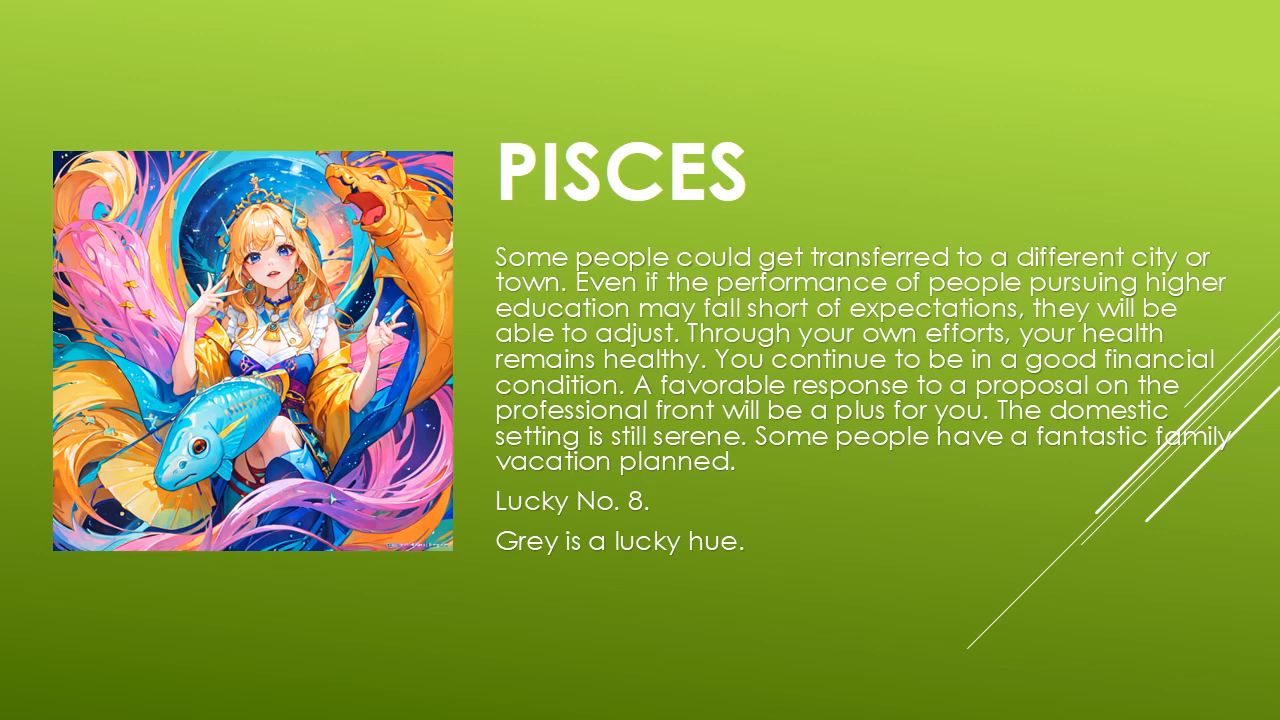 PISCES
Some people could get transferred to a different city or
town. Even if the performance of people pursuing higher
education may fall short of expectations, they will be
able to adjust. Through your own efforts, your health
remains healthy. You continue to be in a good financial
condition. A favorable response to a proposal on the
professional front will be a plus for you. The domestic
setting is still serene. Some people have a fantastic family
vacation planned.
Lucky No. 8.
Grey is a lucky hue.